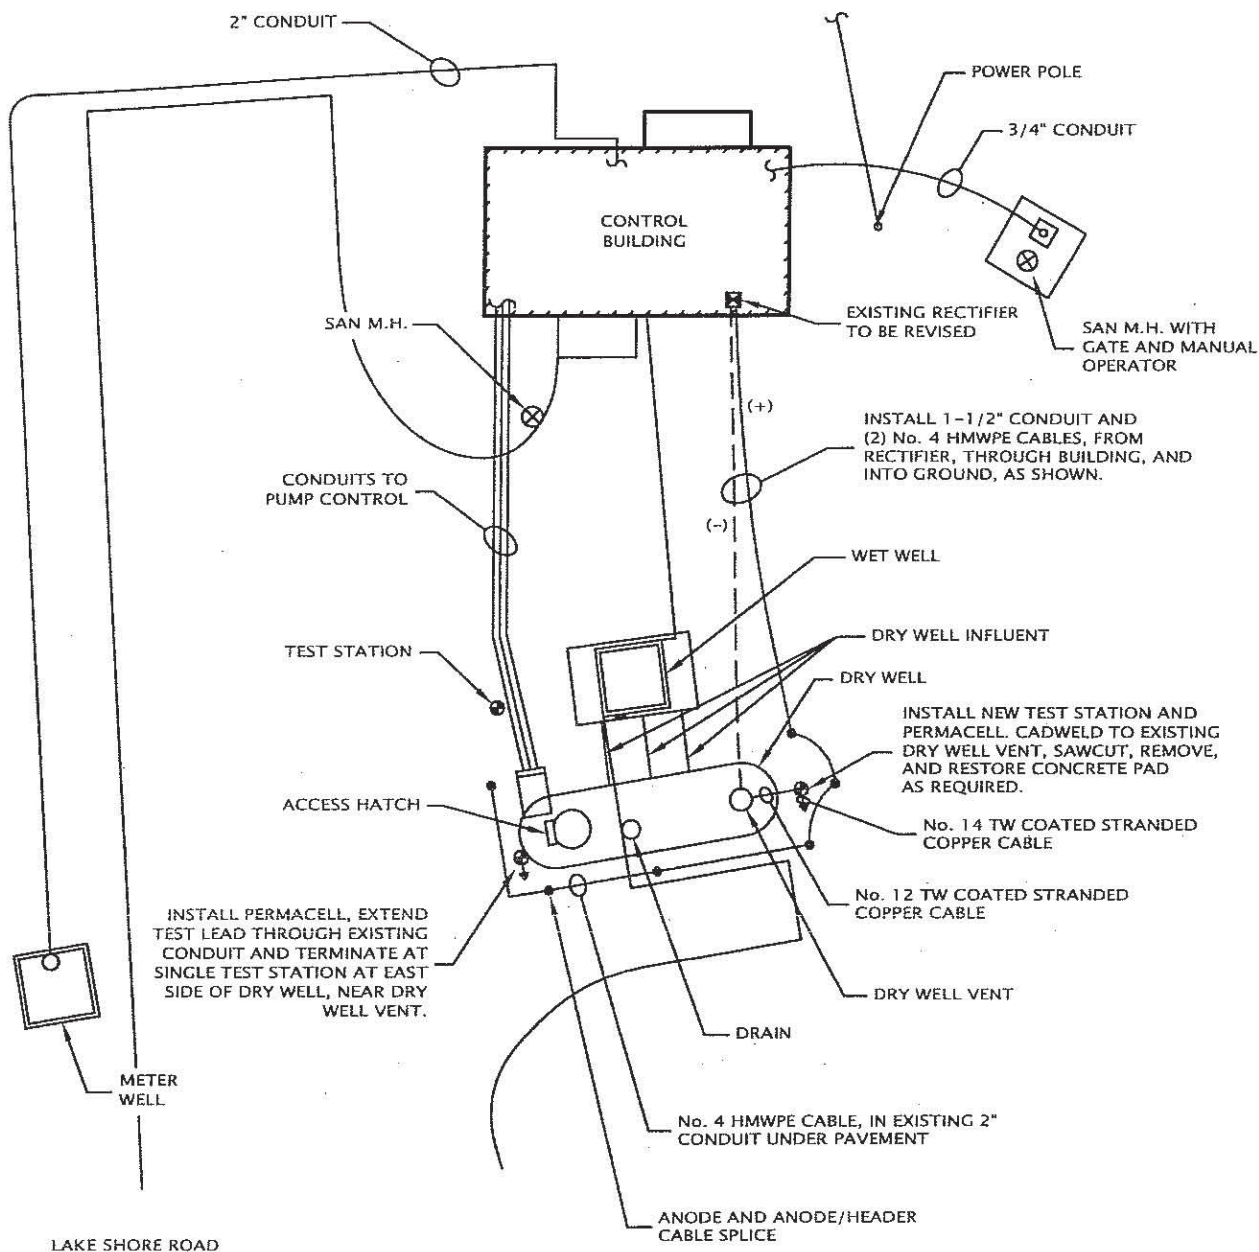 2" CONDUIT
POWER POLE
3/4" CONDUIT
CONTROL
BUILDING
SAN M.H.
EXISTING RECTIFIER
TO BE REVISED
SAN M.H. WITH
GATE AND MANUAL
OPERATOR
(+)
INSTALL 1-1/2" CONDUIT AND
(2) No. 4 HMWPE CABLES, FROM
RECTIFIER, THROUGH BUILDING, AND
INTO GROUND, AS SHOWN.
CONDUITS TO
PUMP CONTROL
(-)
WET WELL
DRY WELL INFLUENT
TEST STATION
DRY WELL
INSTALL NEW TEST STATION AND
PERMACELL. CADWELD TO EXISTING
DRY WELL VENT, SAWCUT, REMOVE,
AND RESTORE CONCRETE PAD
AS REQUIRED.
ACCESS HATCH
No. 14 TW COATED STRANDED
COPPER CABLE
No. 12 TW COATED STRANDED
COPPER CABLE
INSTALL PERMACELL, EXTEND
TEST LEAD THROUGH EXISTING
CONDUIT AND TERMINATE AT
SINGLE TEST STATION AT EAST
SIDE OF DRY WELL, NEAR DRY
WELL VENT.
DRY WELL VENT
DRAIN
METER
WELL
No. 4 HMWPE CABLE, IN EXISTING 2"
CONDUIT UNDER PAVEMENT
ANODE AND ANODE/HEADER
CABLE SPLICE
LAKE SHORE ROAD